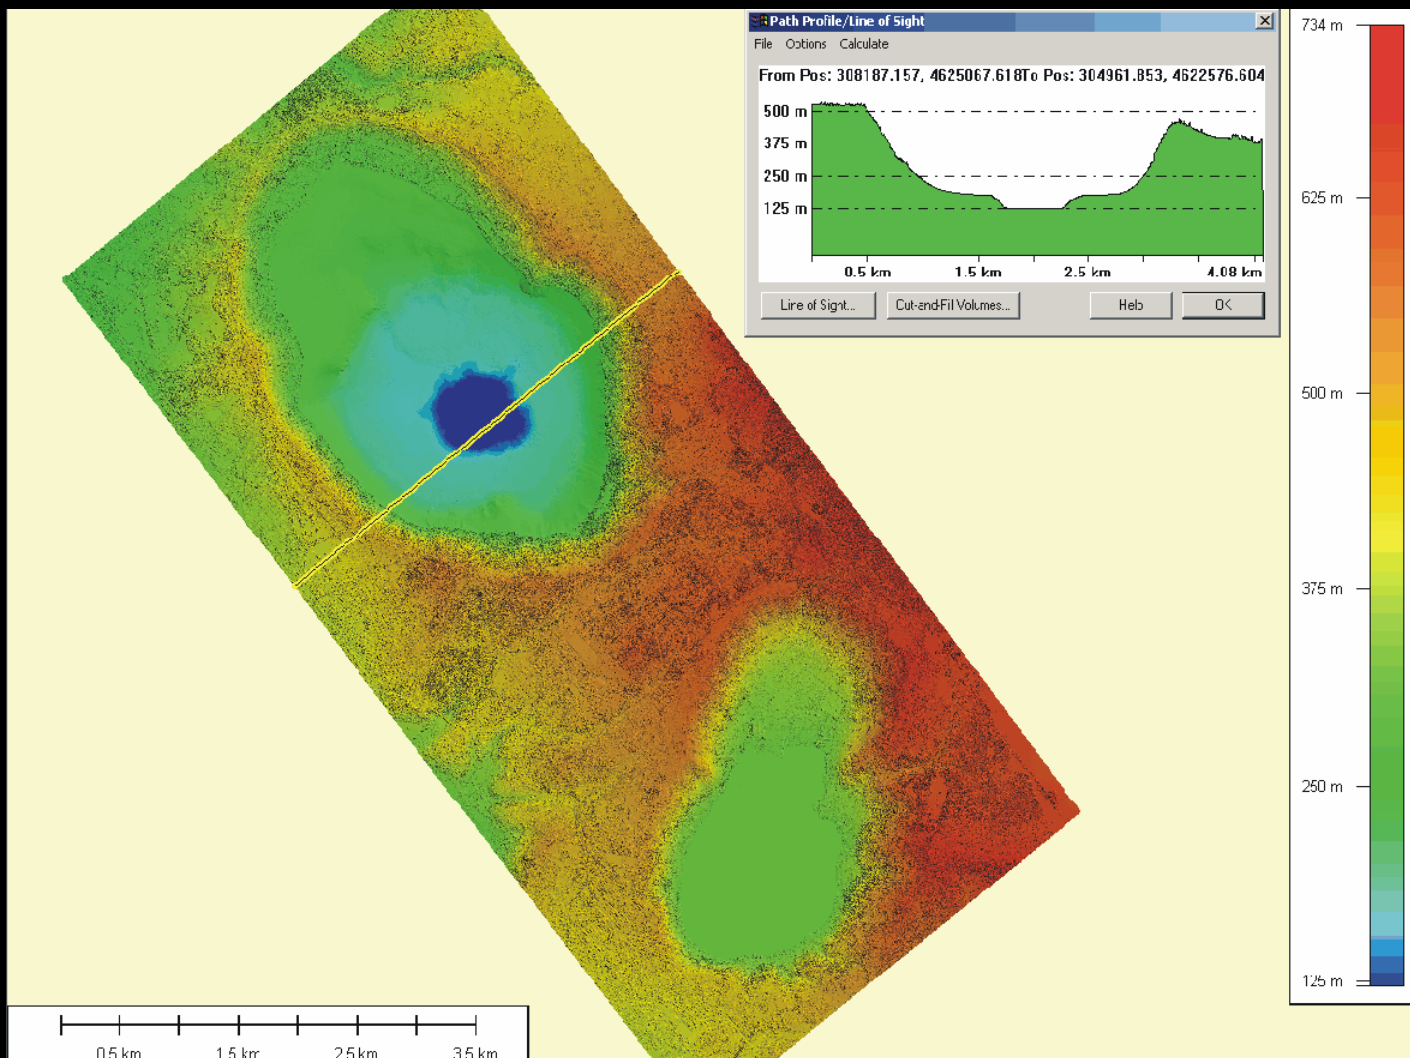 Path Profile/Line of Sight
File Options Calculate
From Pos: 308187.157, 4625067.618To Pos: 304961.853, 4622576.604
500 m
375 m
250 m
125 m
0.5 km 1.5 km 2.5 km 4.08 km
Line of Sight... Cut-and-Fill Volumes... Help OK
734 m
625 m
500 m
375 m
250 m
125 m
0.5 km 1.5 km 2.5 km 3.5 km